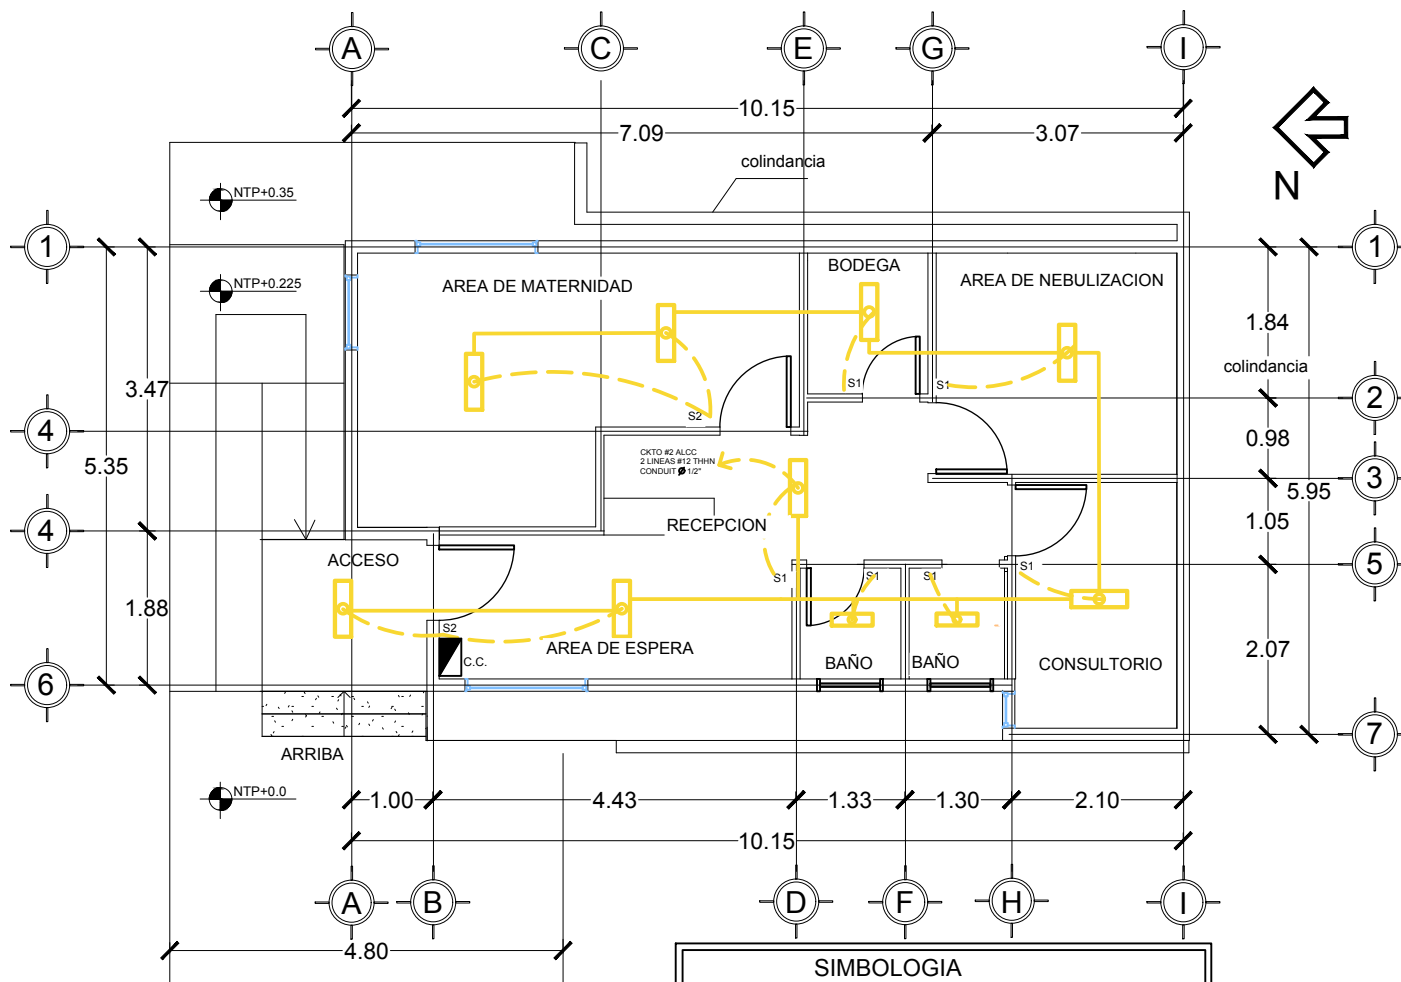 A
C
E
G
I
10.15
7.09
3.07
N
colindancia
NTP+0.35
1
1
NTP+0.225
AREA DE MATERNIDAD
BODEGA
AREA DE NEBULIZACION
1.84
colindancia
3.47
S1
S1
2
S2
4
0.98
5.35
CKTO #2 ALCC
2 LINEAS #12 THHN
CONDUIT Ø 1/2"
3
5.95
4
RECEPCION
1.05
ACCESO
S1
S1
S1
S1
5
1.88
S2
C.C.
AREA DE ESPERA
BAÑO
BAÑO
CONSULTORIO
2.07
6
7
ARRIBA
NTP+0.0
1.00
4.43
1.33
1.30
2.10
10.15
A
B
D
F
H
I
4.80
SIMBOLOGIA